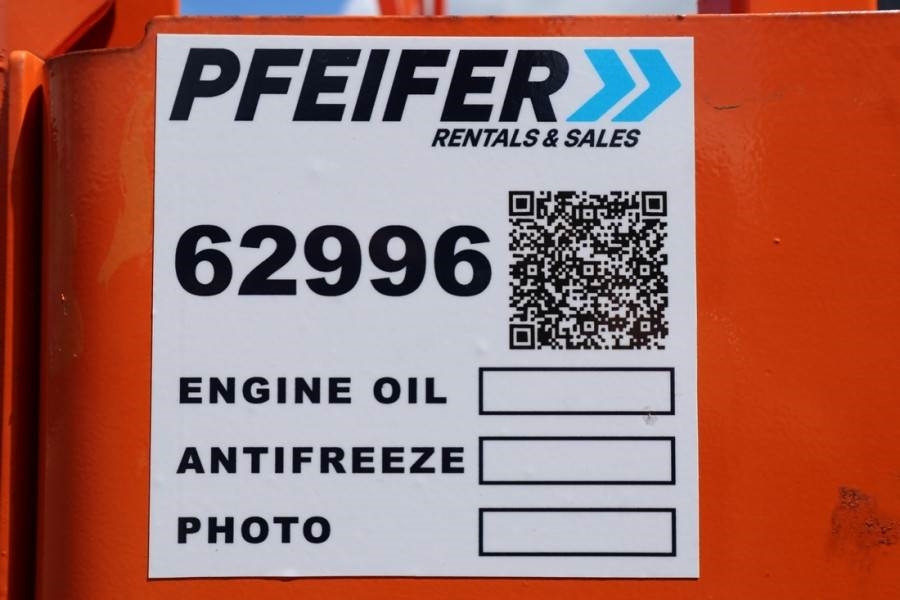 PFEIFER
RENTALS & SALES
62996
ENGINE OIL
ANTIFREEZE
PHOTO